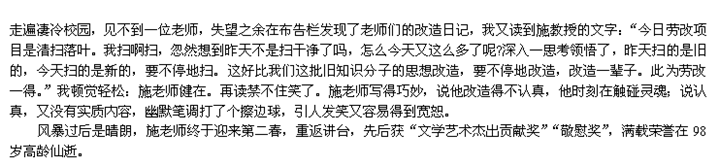 走遍凄冷校园，见不到一位老师，失望之余在布告栏发现了老师们的改造日记，我又读到施教授的文字：“今日劳改项
目是清扫落叶。我扫啊扫，忽然想到昨天不是扫干净了吗，怎么今天又这么多了呢?深入一思考领悟了，昨天扫的是旧
的，今天扫的是新的，要不停地扫。这好比我们这批旧知识分子的思想改造，要不停地改造，改造一辈子。此为劳改
一得。”我顿觉轻松：施老师健在。再读禁不住笑了。施老师写得巧妙，说他改造得不认真，他时刻在触碰灵魂；说认
真，又没有实质内容，幽默笔调打了个擦边球，引人发笑又容易得到宽恕。
风暴过后是晴朗，施老师终于迎来第二春，重返讲台，先后获“文学艺术杰出贡献奖”“敬慰奖”，满载荣誉在 98
岁高龄仙逝。